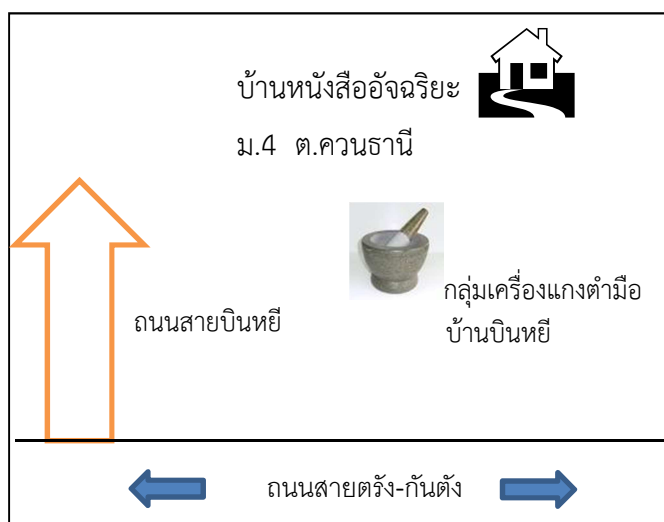 บ้านหนังสืออัจฉริยะ
ม.4 ต.ควนธานี
กลุ่มเครื่องแกงตำมือ
บ้านบินหยี
ถนนสายบินหยี
ถนนสายตรัง-กันตัง